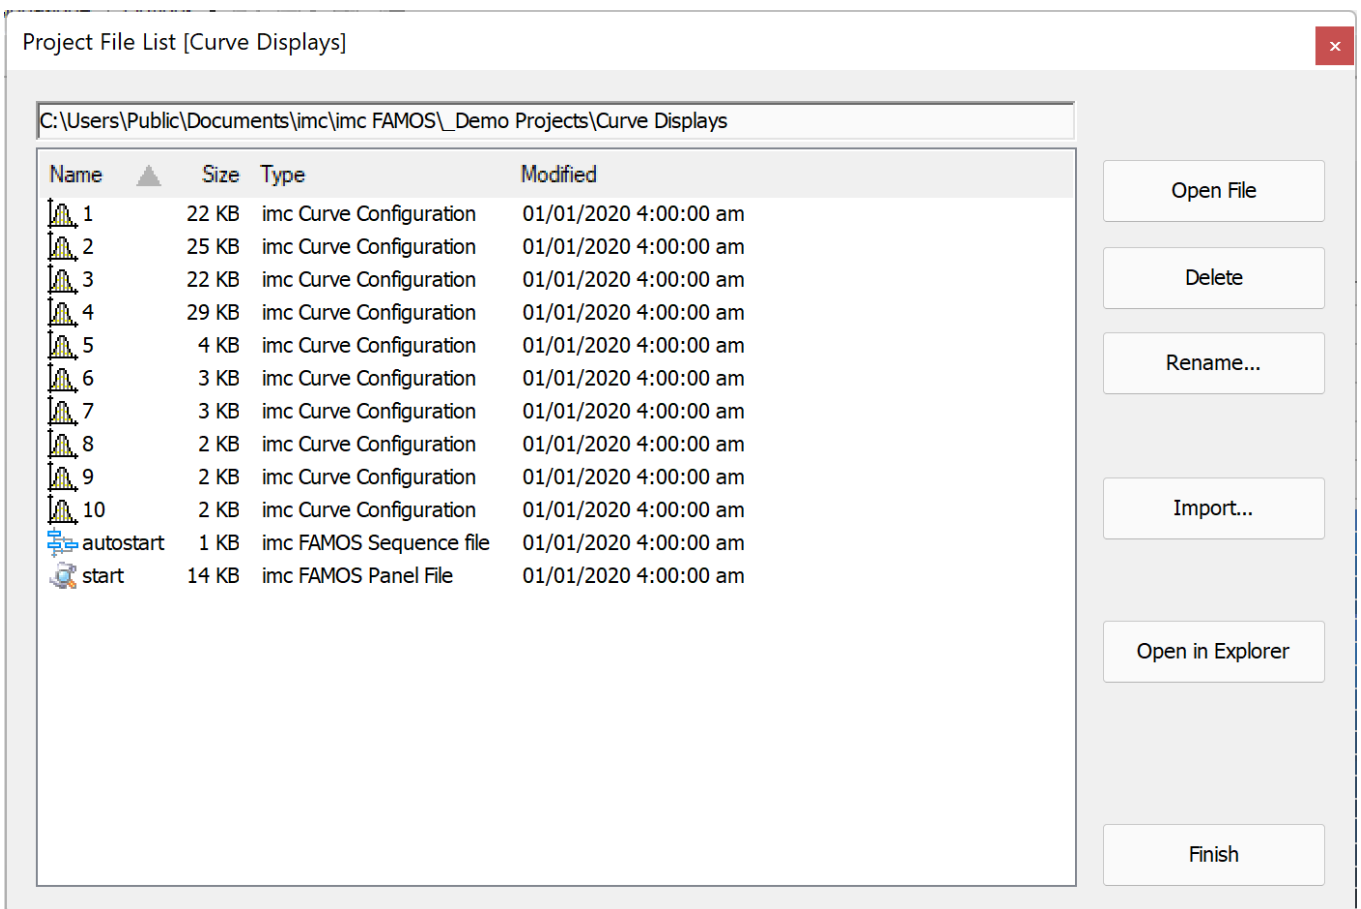 Project File List [Curve Displays]
x
C:\Users\Public\Documents\imc\imc FAMOS\_Demo Projects\Curve Displays
Name Size Type Modified
1 22 KB imc Curve Configuration 01/01/2020 4:00:00 am
2 25 KB imc Curve Configuration 01/01/2020 4:00:00 am
3 22 KB imc Curve Configuration 01/01/2020 4:00:00 am
4 29 KB imc Curve Configuration 01/01/2020 4:00:00 am
5 4 KB imc Curve Configuration 01/01/2020 4:00:00 am
6 3 KB imc Curve Configuration 01/01/2020 4:00:00 am
7 3 KB imc Curve Configuration 01/01/2020 4:00:00 am
8 2 KB imc Curve Configuration 01/01/2020 4:00:00 am
9 2 KB imc Curve Configuration 01/01/2020 4:00:00 am
10 2 KB imc Curve Configuration 01/01/2020 4:00:00 am
autostart 1 KB imc FAMOS Sequence file 01/01/2020 4:00:00 am
start 14 KB imc FAMOS Panel File 01/01/2020 4:00:00 am
Open File
Delete
Rename...
Import...
Open in Explorer
Finish